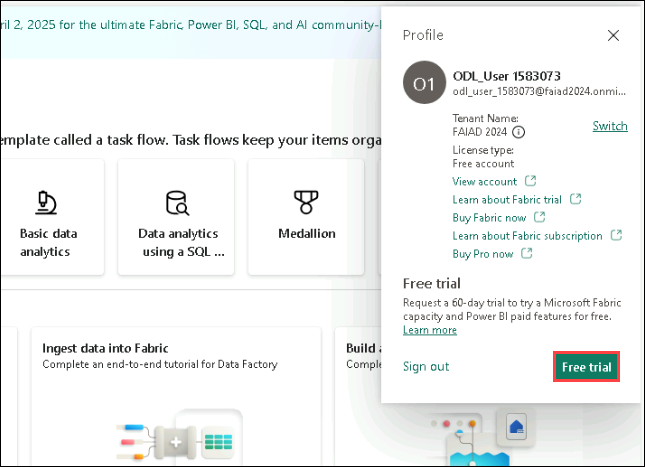 ril 2, 2025 for the ultimate Fabric, Power BI, SQL, and AI community-l
emplate called a task flow. Task flows keep your items orga
Basic data
analytics
Data analytics
using a SQL ...
Medallion
Ingest data into Fabric
Complete an end-to-end tutorial for Data Factory
Build a
Profile
O1
ODL_User 1583073
odl_user_1583073@faiad2024.onmi...
Tenant Name:
FAIAD 2024
Switch
License type:
Free account
View account
Learn about Fabric trial
Buy Fabric now
Learn about Fabric subscription
Buy Pro now
Free trial
Request a 60-day trial to try a Microsoft Fabric
capacity and Power BI paid features for free.
Learn more
Sign out
Free trial